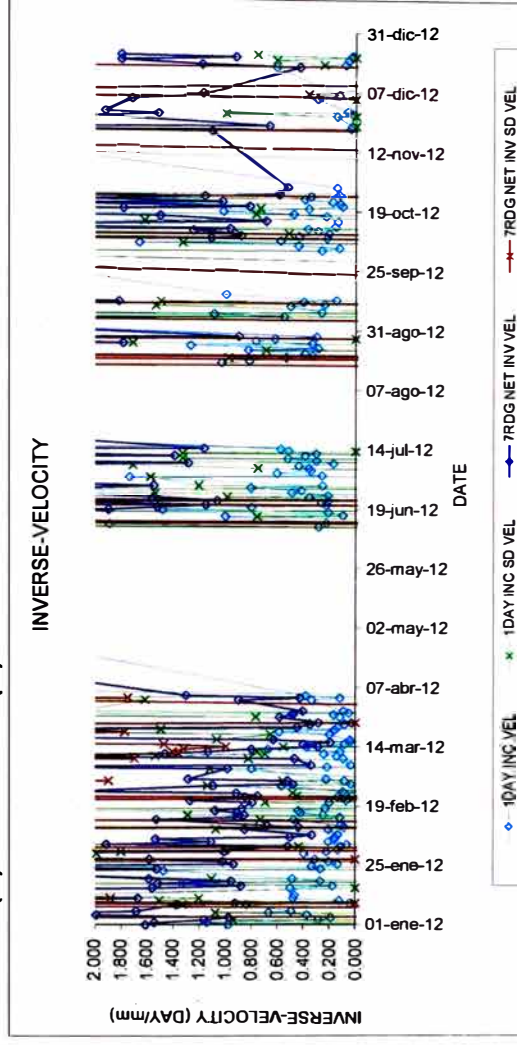 INVERSE-VELOCITY
INVERSE-VELOCITY (DAY/mm)
2.000
1.800
1.600
1.400
1.200
1.000
0.800
0.600
0.400
0.200
0.000
01-ene-12
25-ene-12
19-feb-12
14-mar-12
07-abr-12
02-may-12
26-may-12
19-jun-12
14-jul-12
07-ago-12
31-ago-12
25-sep-12
19-oct-12
12-nov-12
07-dic-12
31-dic-12
DATE
1DAY INC VEL
1DAY INC SD VEL
7RDG NET INV VEL
7RDG NET INV SD VEL